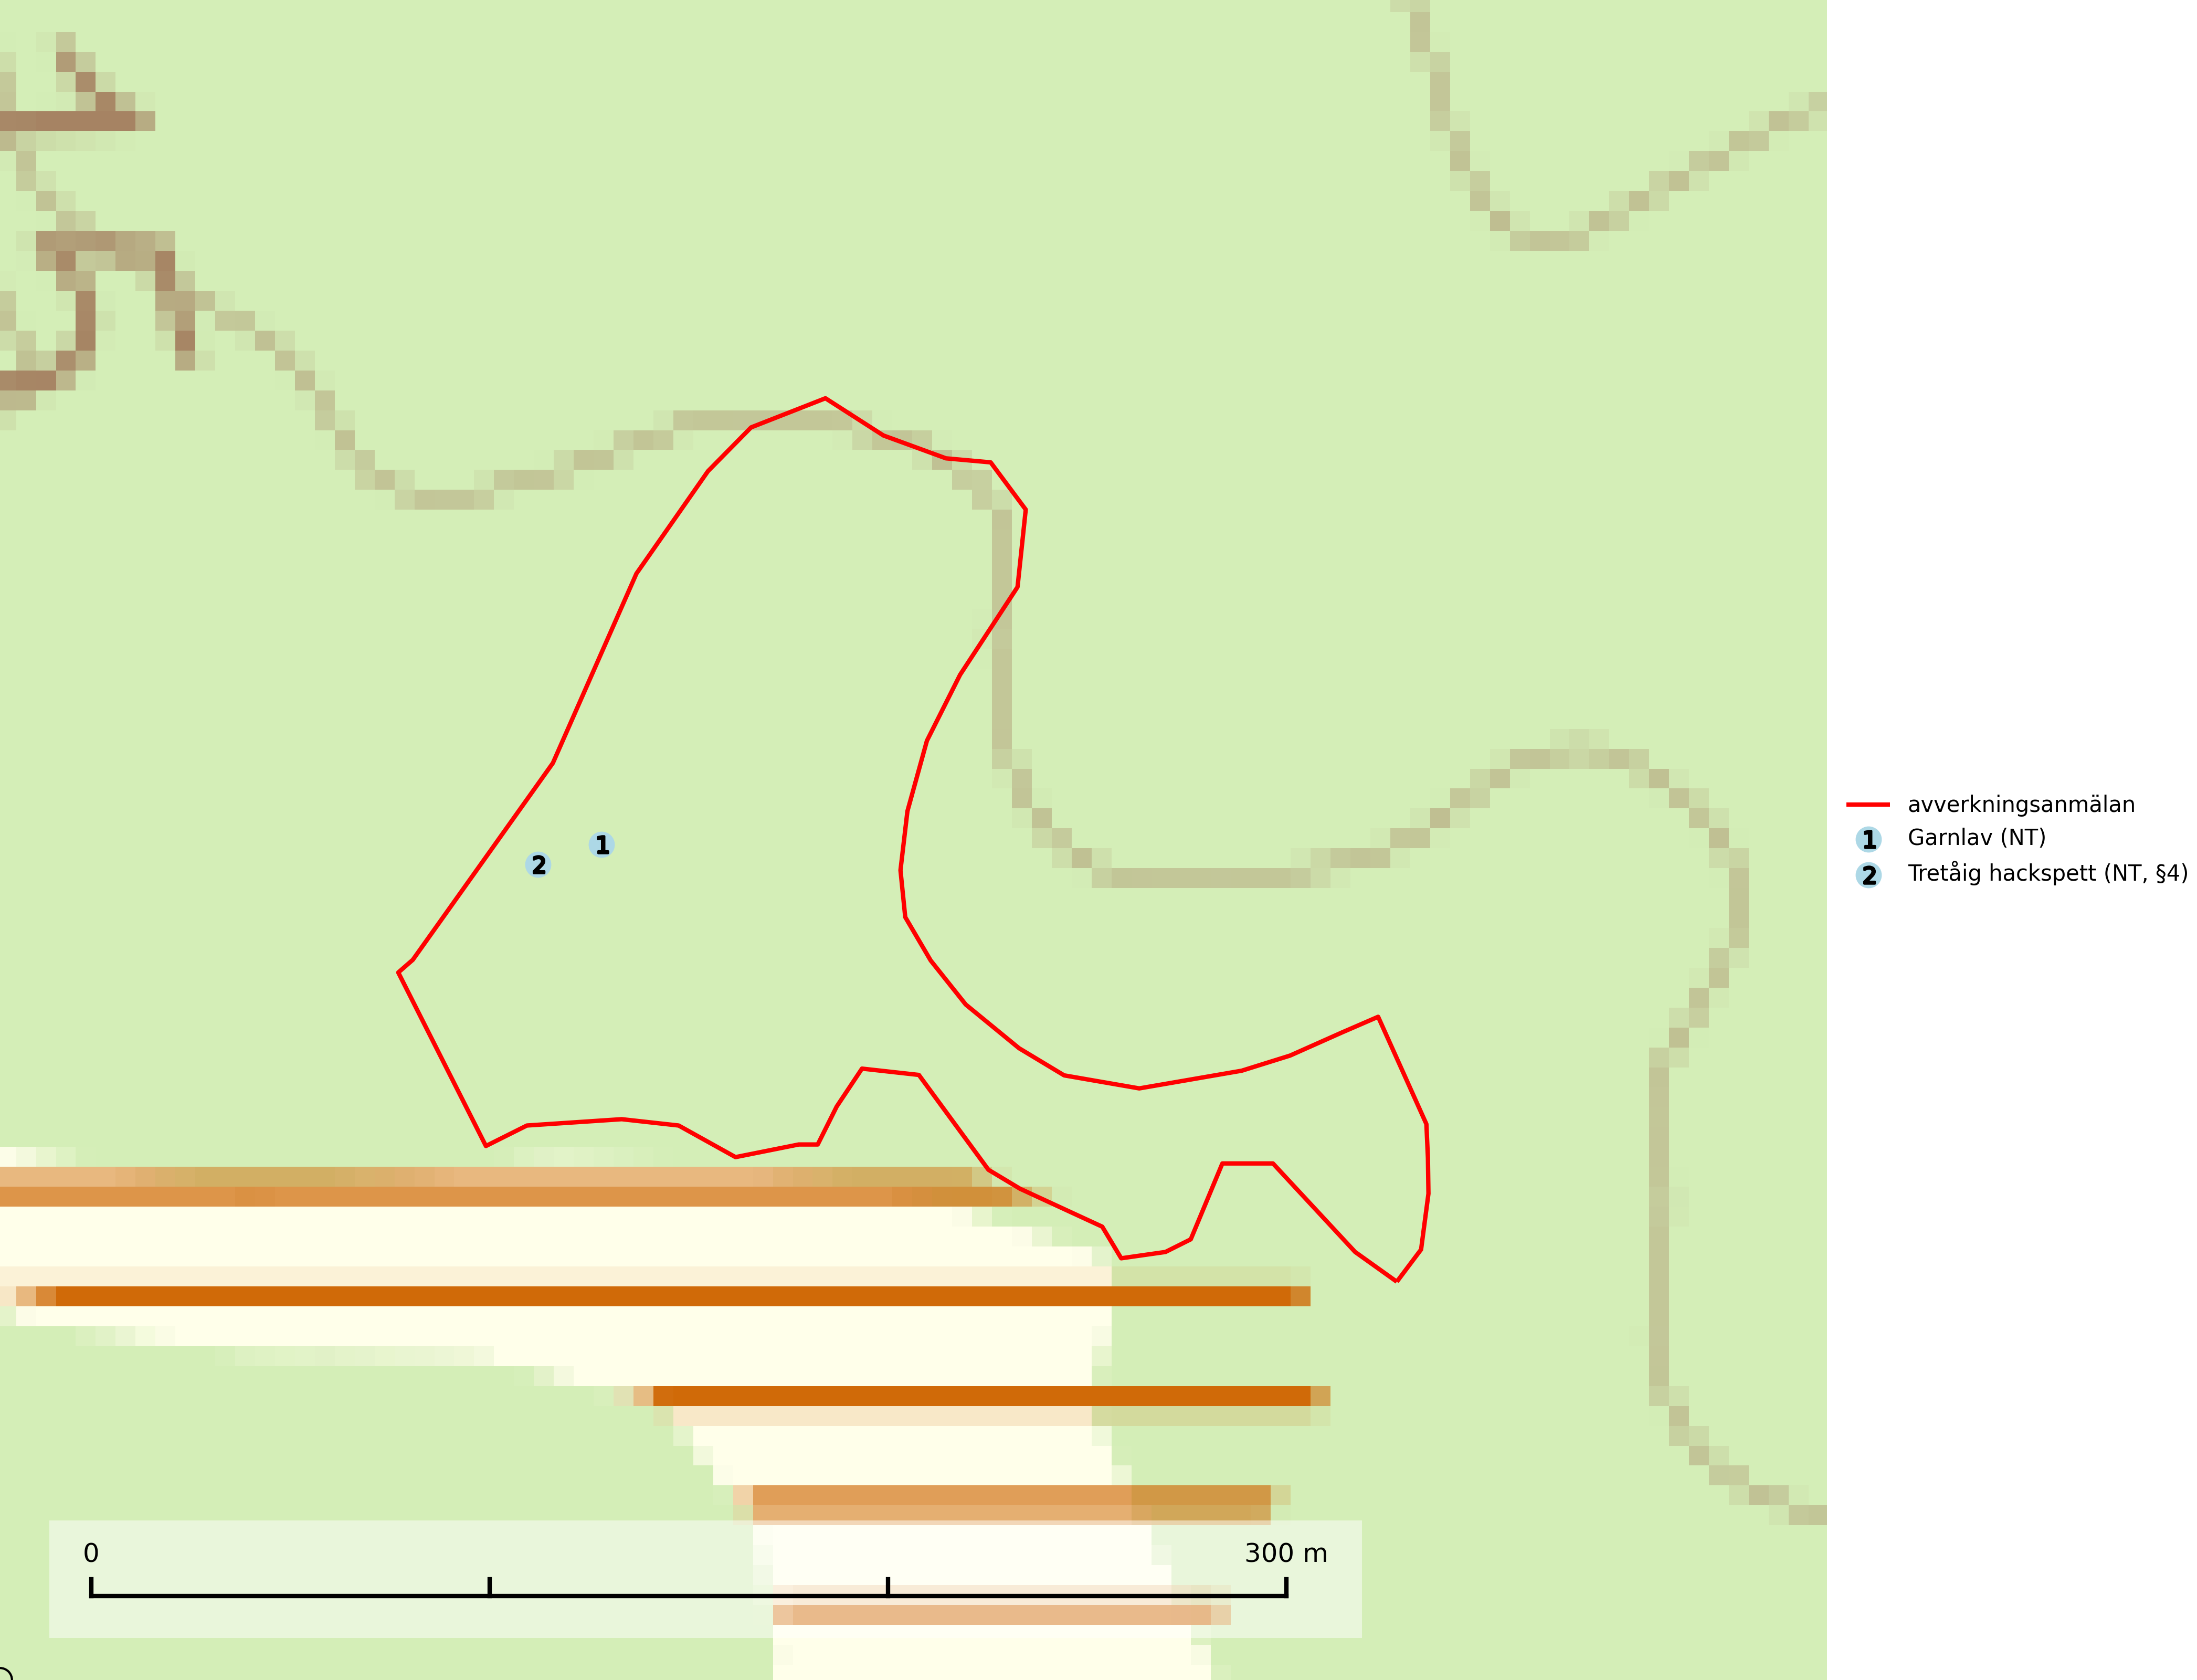 2
1
avverkningsanmälan
1 Garnlav (NT)
2 Tretåig hackspett (NT, §4)
0 300 m